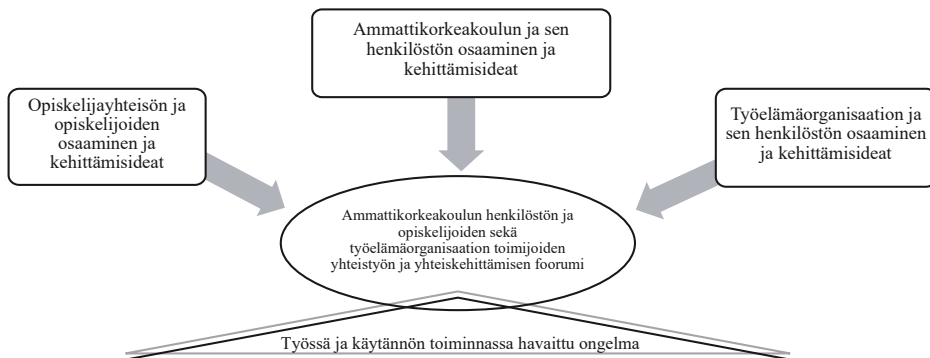 Ammattikorkeakoulun ja sen
henkilöstön osaaminen ja
kehittämisideat
Opiskelijayhteisön ja
opiskelijoiden
osaaminen ja
kehittämisideat
Työelämäorganisaation ja
sen henkilöstön osaaminen
ja kehittämisideat
Ammattikorkeakoulun henkilöstön ja
opiskelijoiden sekä
työelämäorganisaation toimijoiden
yhteistyön ja yhteiskehittämisen foorumi
Työssä ja käytännön toiminnassa havaittu ongelma